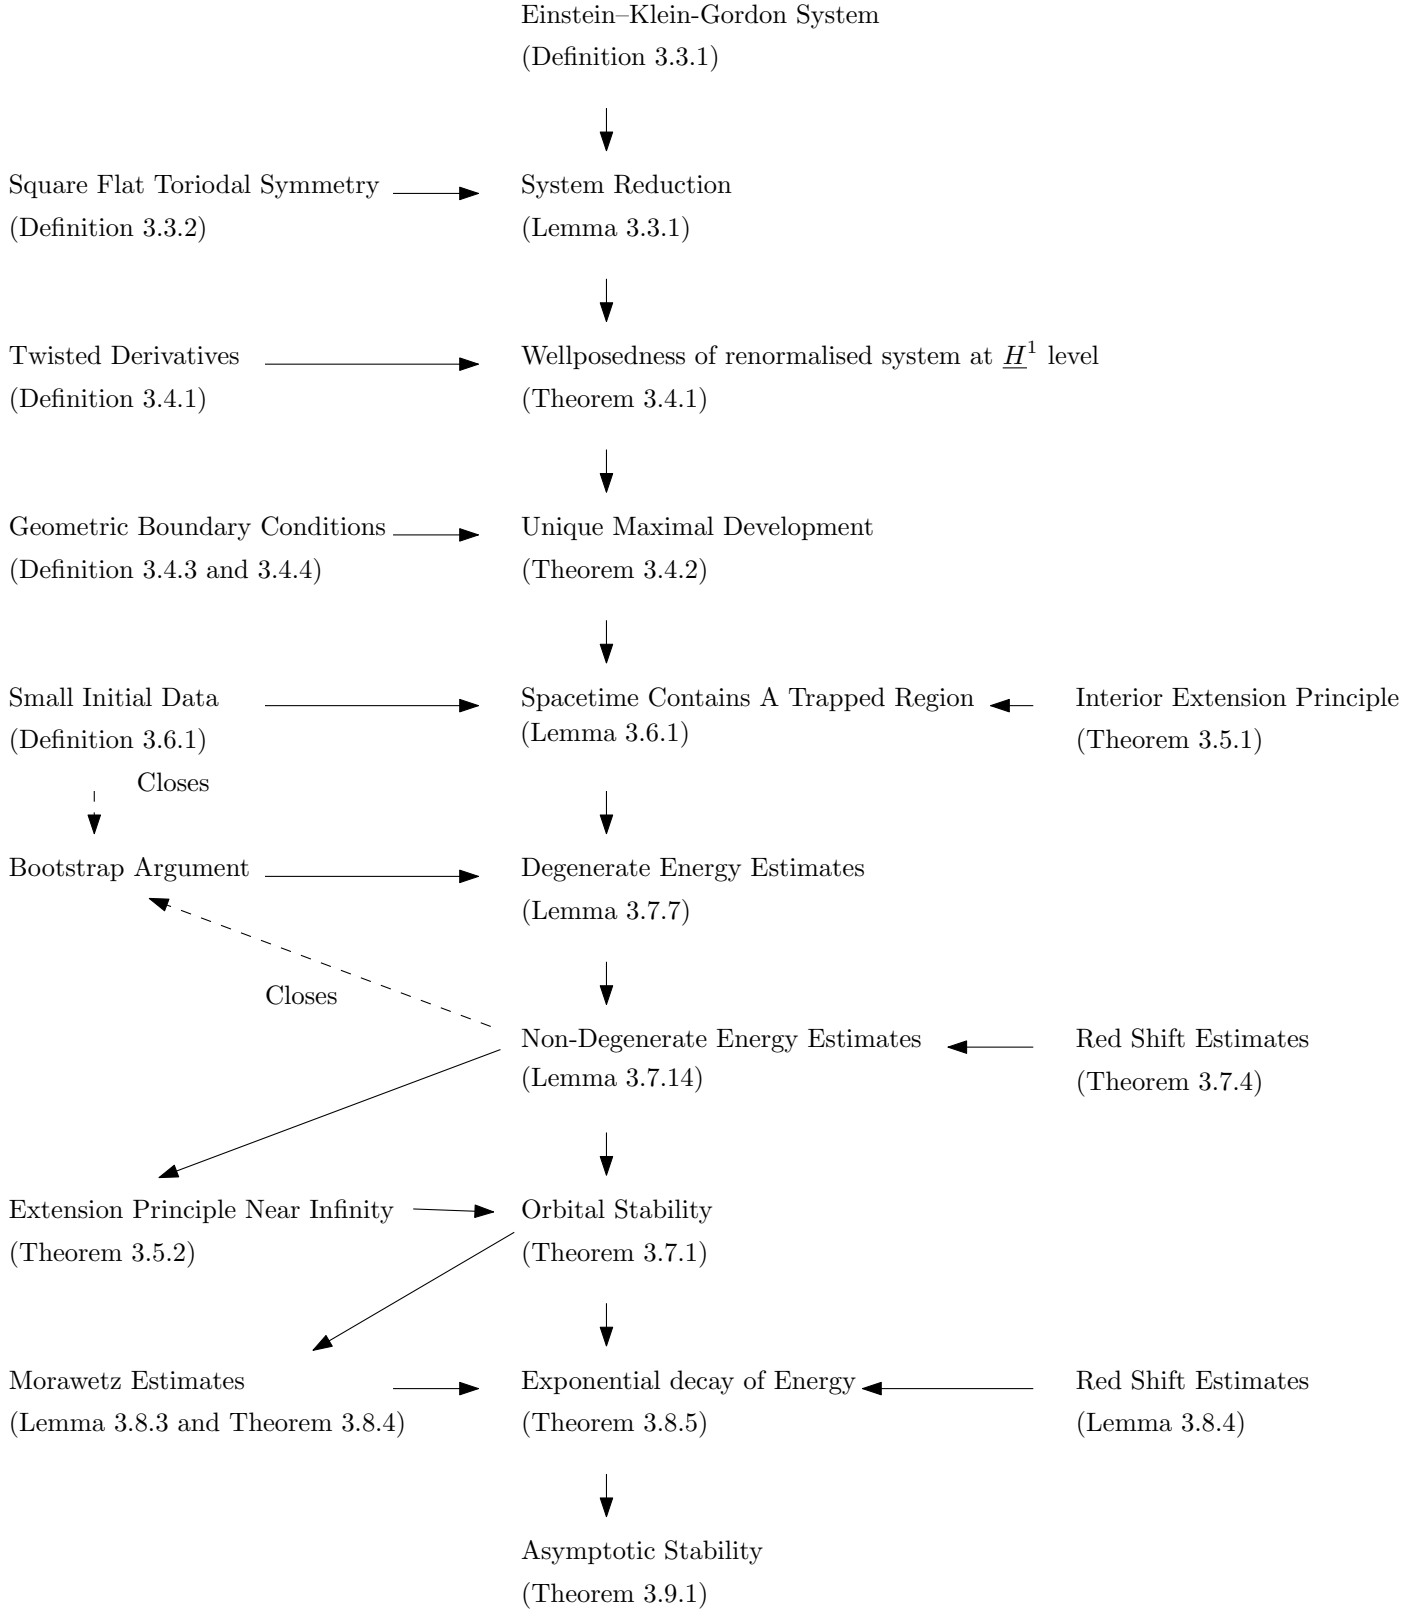 Einstein–Klein-Gordon System
(Definition 3.3.1)
Square Flat Toriodal Symmetry
(Definition 3.3.2)
System Reduction
(Lemma 3.3.1)
Twisted Derivatives
(Definition 3.4.1)
Wellposedness of renormalised system at H¹ level
(Theorem 3.4.1)
Geometric Boundary Conditions
(Definition 3.4.3 and 3.4.4)
Unique Maximal Development
(Theorem 3.4.2)
Small Initial Data
(Definition 3.6.1)
Spacetime Contains A Trapped Region
(Lemma 3.6.1)
Interior Extension Principle
(Theorem 3.5.1)
Closes
Bootstrap Argument
Degenerate Energy Estimates
(Lemma 3.7.7)
Closes
Non-Degenerate Energy Estimates
(Lemma 3.7.14)
Red Shift Estimates
(Theorem 3.7.4)
Extension Principle Near Infinity
(Theorem 3.5.2)
Orbital Stability
(Theorem 3.7.1)
Morawetz Estimates
(Lemma 3.8.3 and Theorem 3.8.4)
Exponential decay of Energy
(Theorem 3.8.5)
Red Shift Estimates
(Lemma 3.8.4)
Asymptotic Stability
(Theorem 3.9.1)